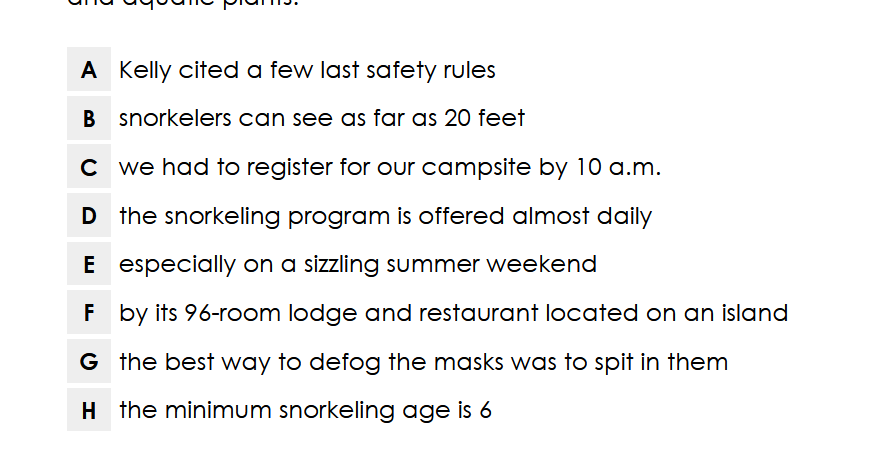 and aquatic plants.
A Kelly cited a few last safety rules
B snorkelers can see as far as 20 feet
C we had to register for our campsite by 10 a.m.
D the snorkeling program is offered almost daily
E especially on a sizzling summer weekend
F by its 96-room lodge and restaurant located on an island
G the best way to defog the masks was to spit in them
H the minimum snorkeling age is 6